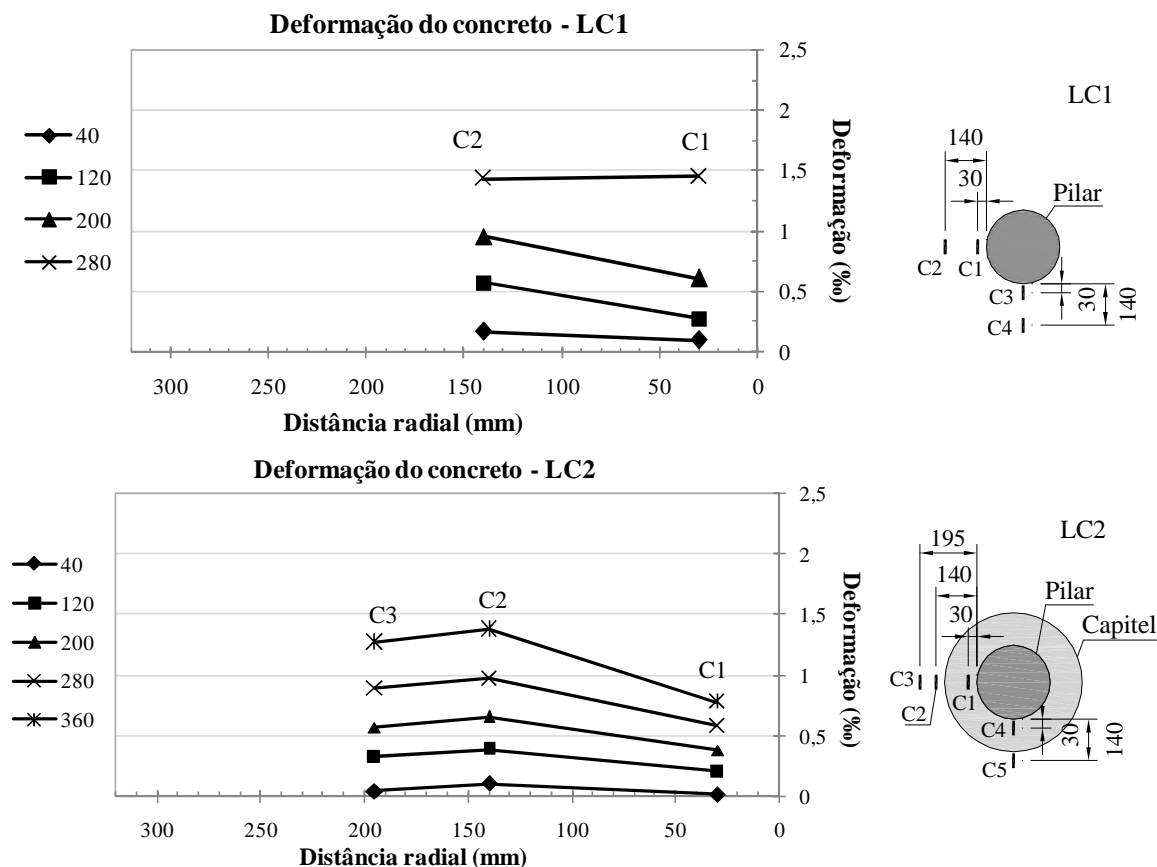 Deformação do concreto - LC1
2,5
2
1,5
1
0,5
0
Deformação (‰)
40
120
200
280
C2
C1
300
250
200
150
100
50
0
Distância radial (mm)
LC1
140
30
Pilar
C2
C1
C3
C4
30
140
Deformação do concreto - LC2
2,5
2
1,5
1
0,5
0
Deformação (‰)
40
120
200
280
360
C3
C2
C1
300
250
200
150
100
50
0
Distância radial (mm)
LC2
195
140
30
Pilar
Capitel
C3
C2
C1
C4
C5
30
140